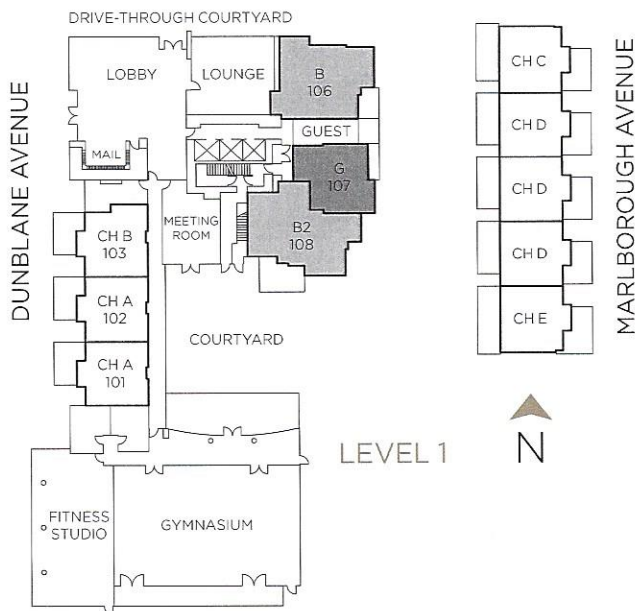 DRIVE-THROUGH COURTYARD
LOBBY
LOUNGE
B
106
GUEST
MAIL
G
107
MEETING
ROOM
B2
108
CH B
103
CH A
102
CH A
101
COURTYARD
FITNESS
STUDIO
GYMNASIUM
DUNBLANE AVENUE
CH C
CH D
CH D
CH D
CH E
MARLBOROUGH AVENUE
LEVEL 1
N